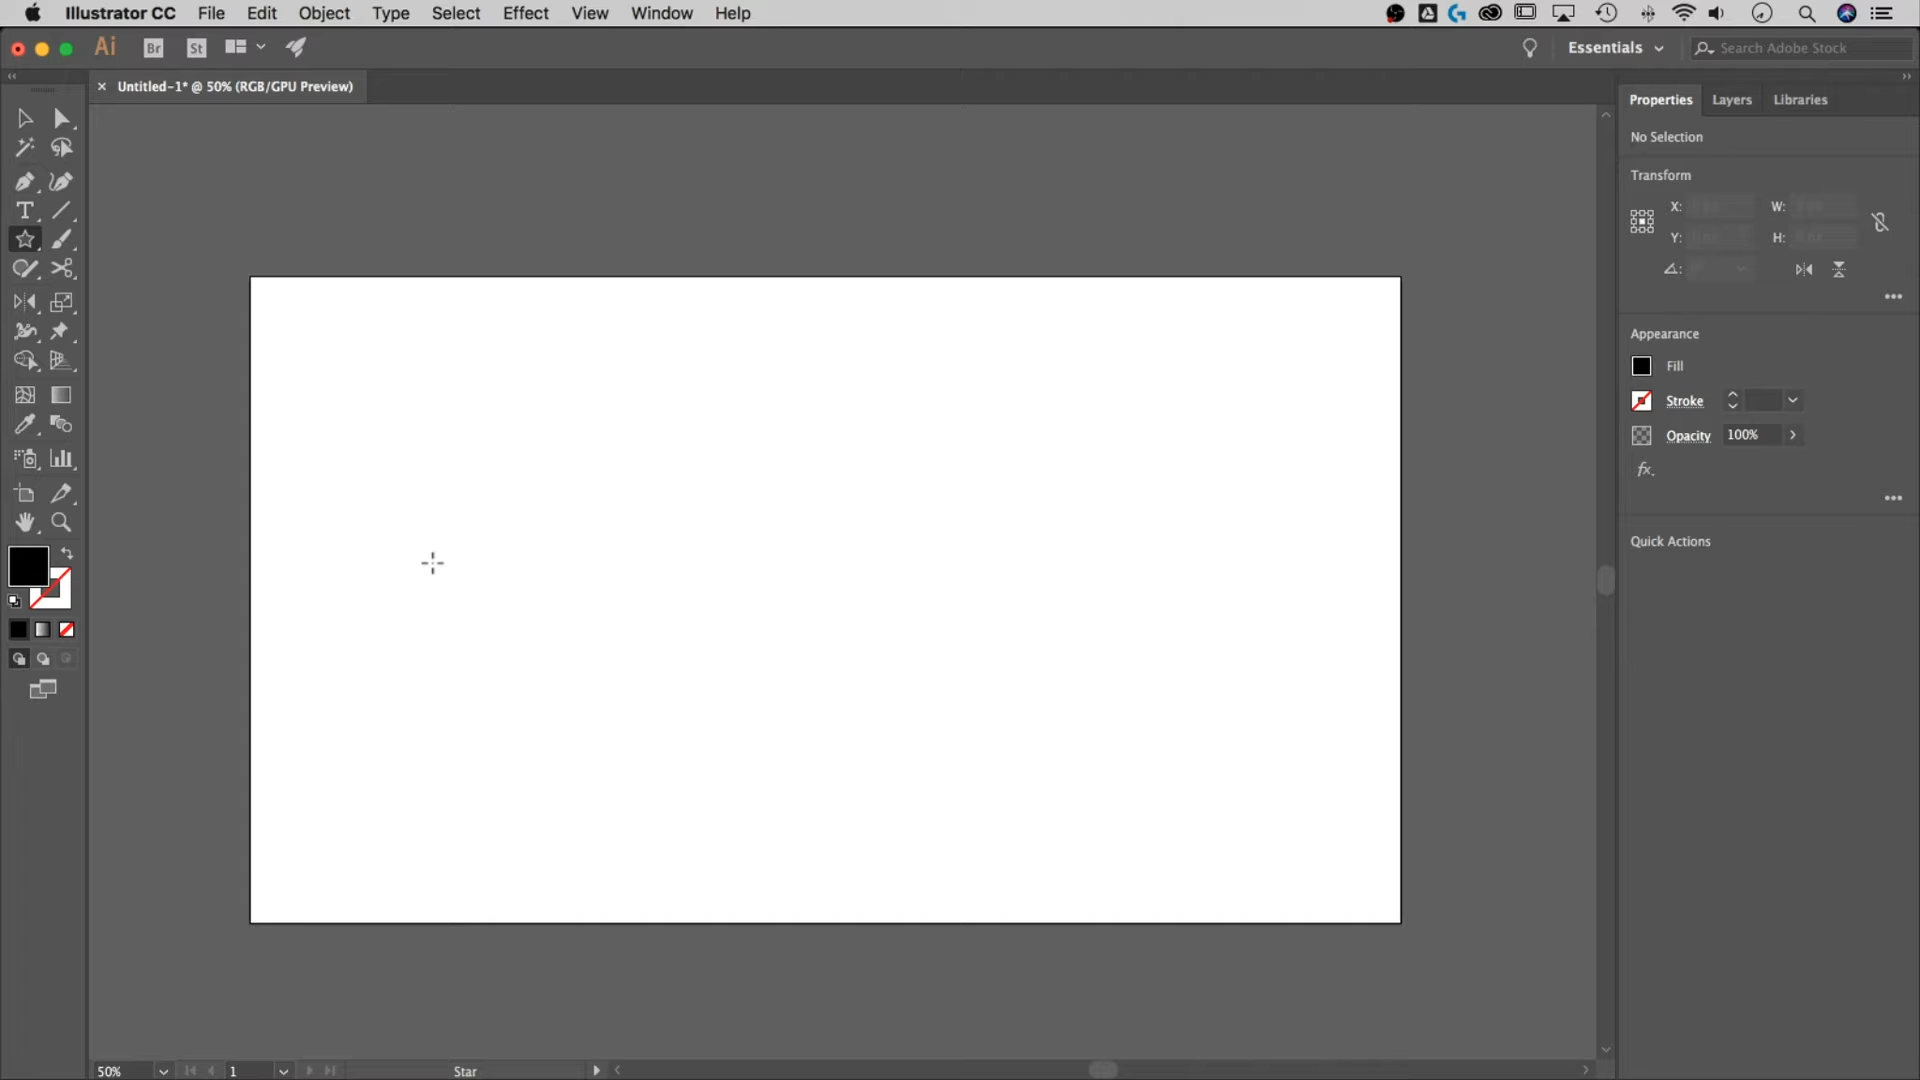 Illustrator CC File Edit Object Type Select Effect View Window Help
Ai Br St Essentials Search Adobe Stock
× Untitled-1* @ 50% (RGB/GPU Preview)
Properties Layers Libraries
No Selection
Transform
X: W:
Y: H:
Appearance
Fill
Stroke
Opacity 100%
fx.
Quick Actions
50% 1 Star